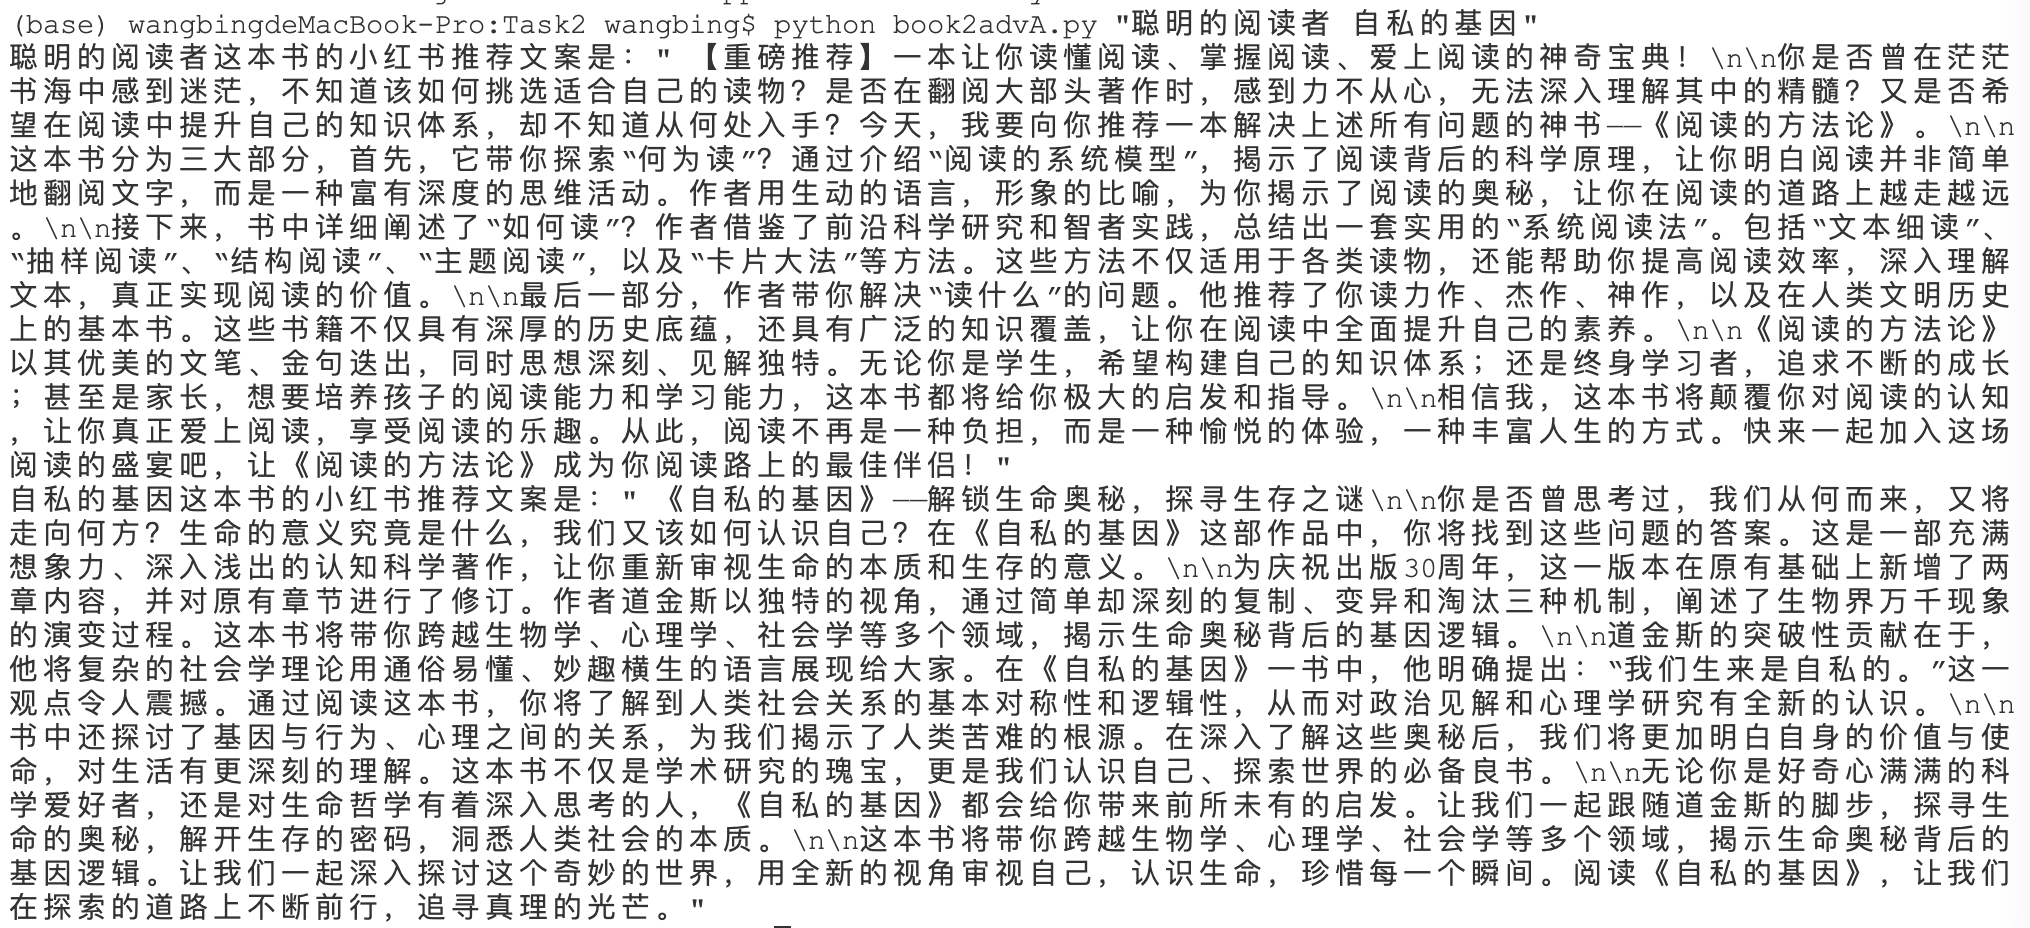 (base) wangbingdeMacBook-Pro:Task2 wangbing$ python book2advA.py "聪明的阅读者 自私的基因"
聪明的阅读者这本书的小红书推荐文案是：" 【重磅推荐】一本让你读懂阅读、掌握阅读、爱上阅读的神奇宝典！\n\n你是否曾在茫茫
书海中感到迷茫，不知道该如何挑选适合自己的读物？是否在翻阅大部头著作时，感到力不从心，无法深入理解其中的精髓？又是否希
望在阅读中提升自己的知识体系，却不知道从何处入手？今天，我要向你推荐一本解决上述所有问题的神书——《阅读的方法论》。\n\n
这本书分为三大部分，首先，它带你探索“何为读”？通过介绍“阅读的系统模型”，揭示了阅读背后的科学原理，让你明白阅读并非简单
地翻阅文字，而是一种富有深度的思维活动。作者用生动的语言，形象的比喻，为你揭示了阅读的奥秘，让你在阅读的道路上越走越远
。\n\n接下来，书中详细阐述了“如何读”？作者借鉴了前沿科学研究和智者实践，总结出一套实用的“系统阅读法”。包括“文本细读”、
“抽样阅读”、“结构阅读”、“主题阅读”，以及“卡片大法”等方法。这些方法不仅适用于各类读物，还能帮助你提高阅读效率，深入理解
文本，真正实现阅读的价值。\n\n最后一部分，作者带你解决“读什么”的问题。他推荐了你读力作、杰作、神作，以及在人类文明历史
上的基本书。这些书籍不仅具有深厚的历史底蕴，还具有广泛的知识覆盖，让你在阅读中全面提升自己的素养。\n\n《阅读的方法论》
以其优美的文笔、金句迭出，同时思想深刻、见解独特。无论你是学生，希望构建自己的知识体系；还是终身学习者，追求不断的成长
；甚至是家长，想要培养孩子的阅读能力和学习能力，这本书都将给你极大的启发和指导。\n\n相信我，这本书将颠覆你对阅读的认知
，让你真正爱上阅读，享受阅读的乐趣。从此，阅读不再是一种负担，而是一种愉悦的体验，一种丰富人生的方式。快来一起加入这场
阅读的盛宴吧，让《阅读的方法论》成为你阅读路上的最佳伴侣！"
自私的基因这本书的小红书推荐文案是：" 《自私的基因》——解锁生命奥秘，探寻生存之谜\n\n你是否曾思考过，我们从何而来，又将
走向何方？生命的意义究竟是什么，我们又该如何认识自己？在《自私的基因》这部作品中，你将找到这些问题的答案。这是一部充满
想象力、深入浅出的认知科学著作，让你重新审视生命的本质和生存的意义。\n\n为庆祝出版30周年，这一版本在原有基础上新增了两
章内容，并对原有章节进行了修订。作者道金斯以独特的视角，通过简单却深刻的复制、变异和淘汰三种机制，阐述了生物界万千现象
的演变过程。这本书将带你跨越生物学、心理学、社会学等多个领域，揭示生命奥秘背后的基因逻辑。\n\n道金斯的突破性贡献在于，
他将复杂的社会学理论用通俗易懂、妙趣横生的语言展现给大家。在《自私的基因》一书中，他明确提出：“我们生来是自私的。”这一
观点令人震撼。通过阅读这本书，你将了解到人类社会关系的基本对称性和逻辑性，从而对政治见解和心理学研究有全新的认识。\n\n
书中还探讨了基因与行为、心理之间的关系，为我们揭示了人类苦难的根源。在深入了解这些奥秘后，我们将更加明白自身的价值与使
命，对生活有更深刻的理解。这本书不仅是学术研究的瑰宝，更是我们认识自己、探索世界的必备良书。\n\n无论你是好奇心满满的科
学爱好者，还是对生命哲学有着深入思考的人，《自私的基因》都会给你带来前所未有的启发。让我们一起跟随道金斯的脚步，探寻生
命的奥秘，解开生存的密码，洞悉人类社会的本质。\n\n这本书将带你跨越生物学、心理学、社会学等多个领域，揭示生命奥秘背后的
基因逻辑。让我们一起深入探讨这个奇妙的世界，用全新的视角审视自己，认识生命，珍惜每一个瞬间。阅读《自私的基因》，让我们
在探索的道路上不断前行，追寻真理的光芒。"